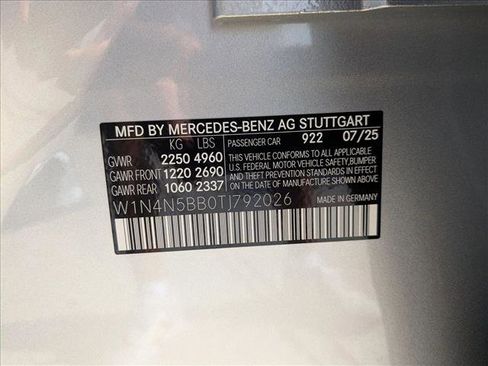 MFD BY MERCEDES-BENZ AG STUTTGART
KG LBS PASSENGER CAR 922 07/25
GVWR 2250 4960 THIS VEHICLE CONFORMS TO ALL APPLICABLE
GAWR FRONT 1220 2690 U.S. FEDERAL MOTOR VEHICLE SAFETY, BUMPER
GAWR REAR 1060 2337 AND THEFT PREVENTION STANDARDS IN EFFECT
ON THE DATE OF MANUFACTURE SHOWN ABOVE.
W1N4N5BB0TJ792026 MADE IN GERMANY